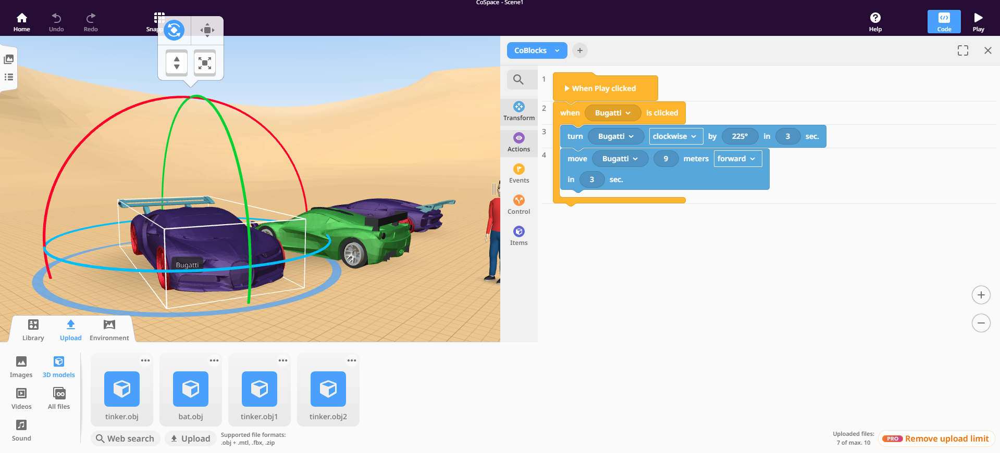 CoSpace - Scene1
Home
Undo
Redo
Snapp
Help
Code
Play
CoBlocks
Transform
Actions
Events
Control
Items
1
When Play clicked
2
when Bugatti is clicked
3
turn Bugatti clockwise by 225° in 3 sec.
4
move Bugatti 9 meters forward
in 3 sec.
Bugatti
Library
Upload
Environment
Images
3D models
Videos
All files
Sound
tinker.obj
bat.obj
tinker.obj1
tinker.obj2
Web search
Upload
Supported file formats:
.obj + .mtl, .fbx, .zip
Uploaded files:
7 of max. 10
PRO Remove upload limit